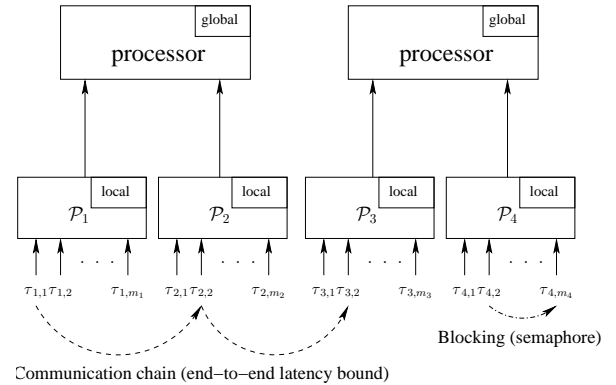 global global
processor processor
local local local local
𝒫₁ 𝒫₂ 𝒫₃ 𝒫₄
τ₁,₁ τ₁,₂ · · · τ₁,m₁ τ₂,₁ τ₂,₂ · · · τ₂,m₂ τ₃,₁ τ₃,₂ · · · τ₃,m₃ τ₄,₁ τ₄,₂ · · · τ₄,m₄
Blocking (semaphore)
Communication chain (end−to−end latency bound)